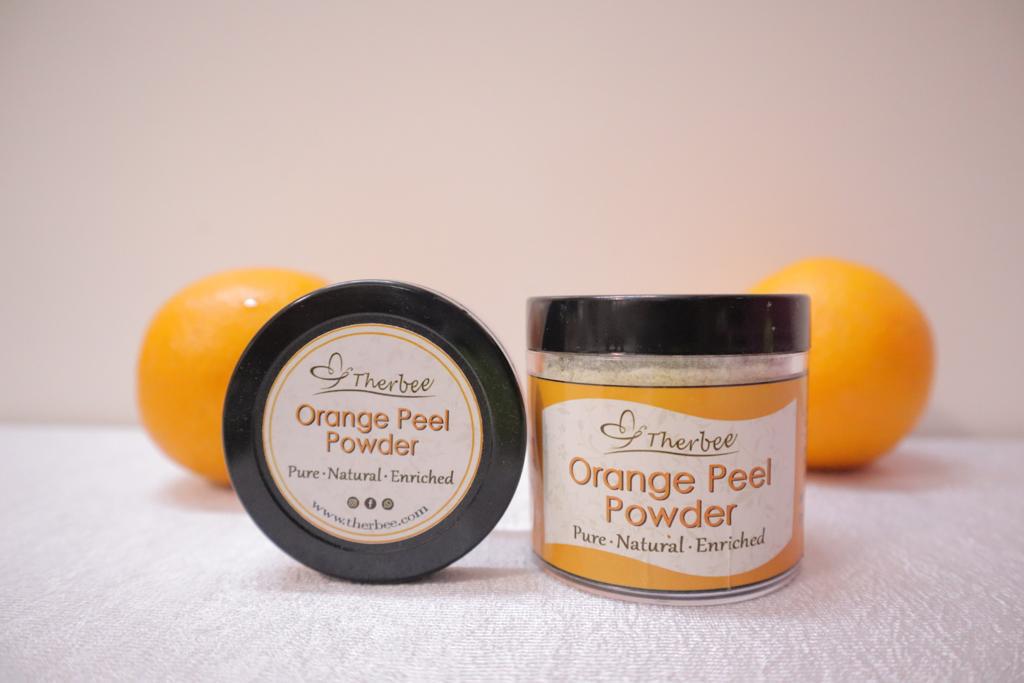 Therbee
Orange Peel
Powder
Pure·Natural·Enriched
www.therbee.com
Therbee
Orange Peel
Powder
Pure·Natural·Enriched